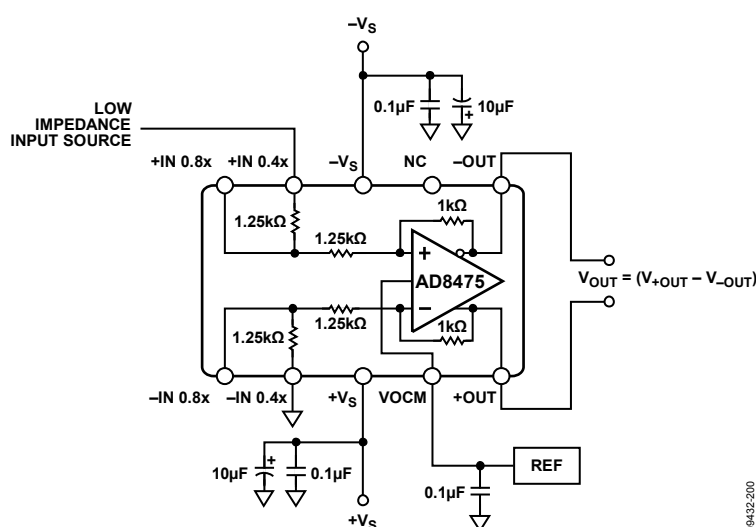 –VS
0.1µF
10µF
+
LOW
IMPEDANCE
INPUT SOURCE
+IN 0.8x
+IN 0.4x
–VS
NC
–OUT
1.25kΩ
1.25kΩ
1kΩ
+
AD8475
–
VOUT = (V+OUT – V–OUT)
1.25kΩ
1.25kΩ
1kΩ
–IN 0.8x
–IN 0.4x
+VS
VOCM
+OUT
10µF
+
0.1µF
0.1µF
REF
+VS
9432-200